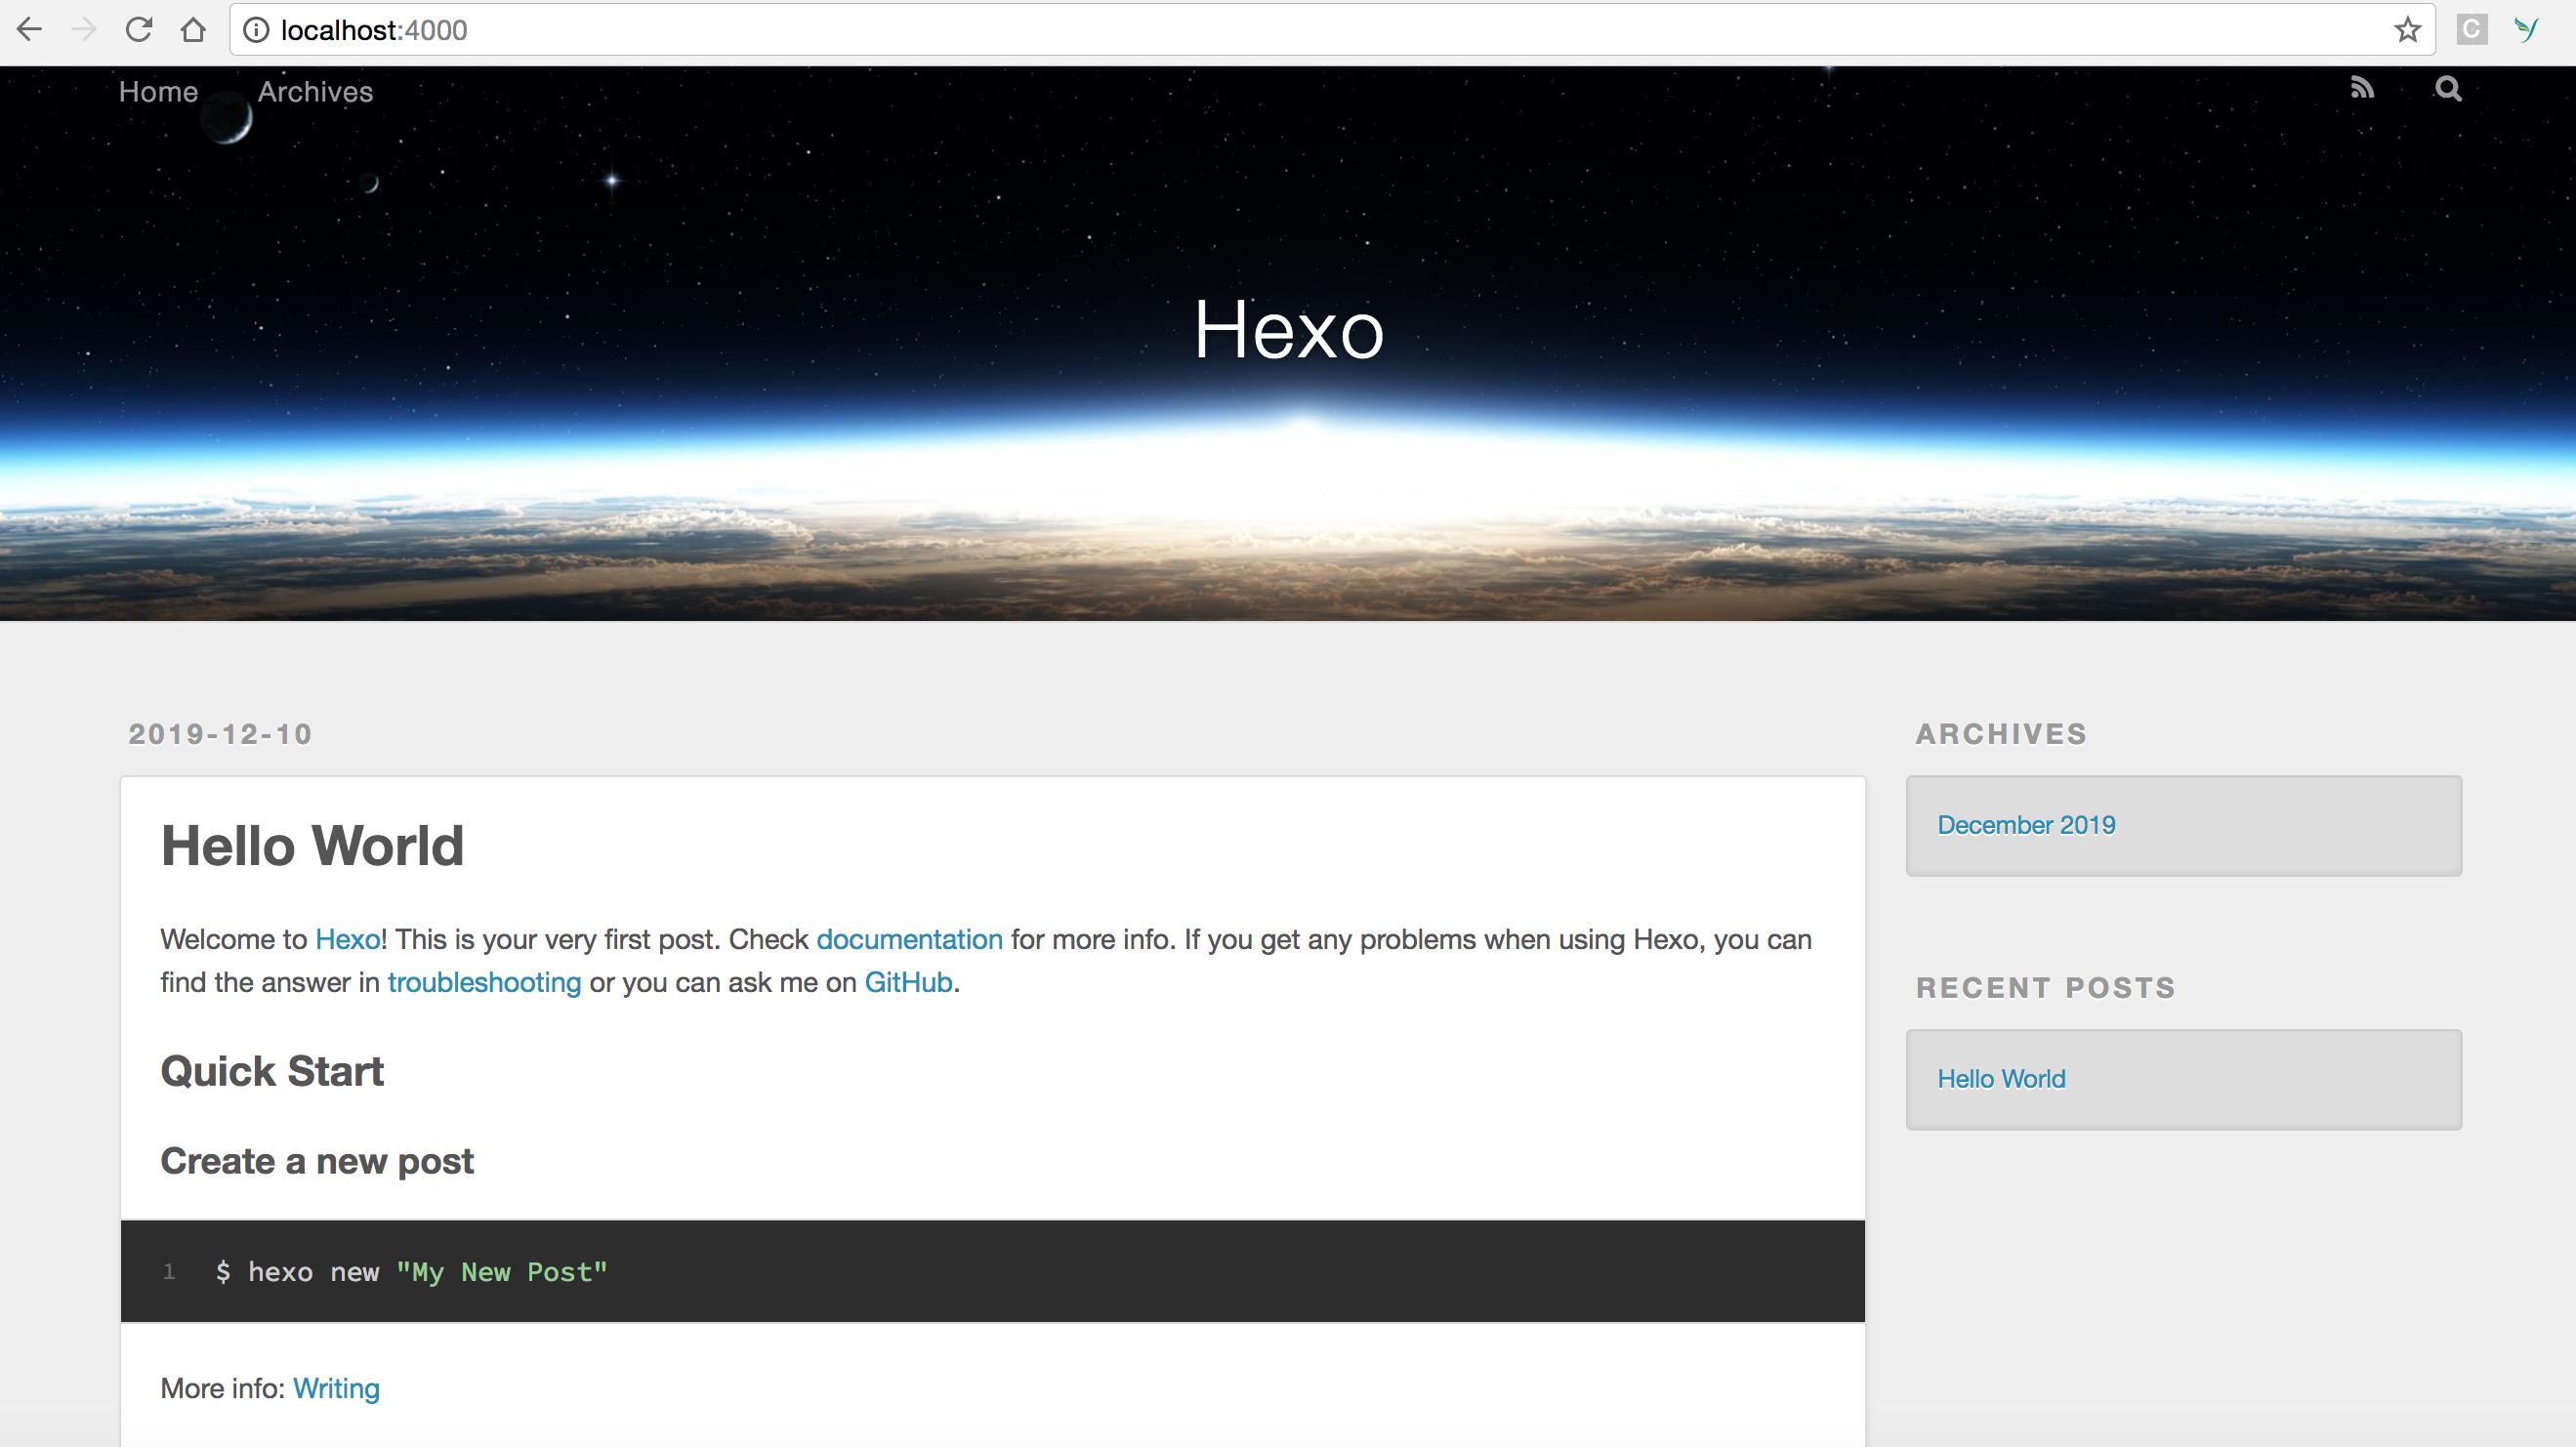 localhost:4000
C
Home Archives
Hexo
2019-12-10
Hello World
Welcome to Hexo! This is your very first post. Check documentation for more info. If you get any problems when using Hexo, you can
find the answer in troubleshooting or you can ask me on GitHub.
Quick Start
Create a new post
1 $ hexo new "My New Post"
More info: Writing
ARCHIVES
December 2019
RECENT POSTS
Hello World